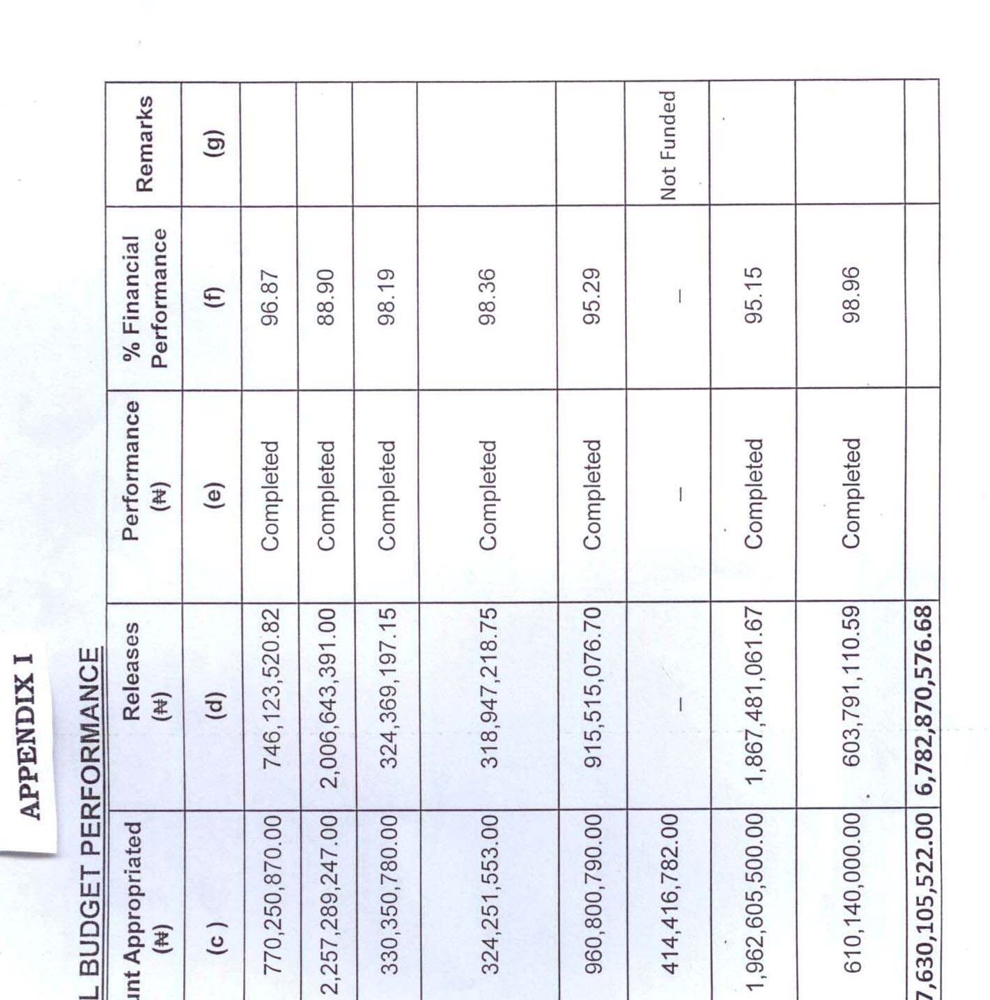 APPENDIX I
L BUDGET PERFORMANCE
unt Appropriated (₦) Releases (₦) Performance (₦) % Financial Performance Remarks
(c ) (d) (e) (f) (g)
770,250,870.00 746,123,520.82 Completed 96.87
2,257,289,247.00 2,006,643,391.00 Completed 88.90
330,350,780.00 324,369,197.15 Completed 98.19
324,251,553.00 318,947,218.75 Completed 98.36
960,800,790.00 915,515,076.70 Completed 95.29
414,416,782.00 – – – Not Funded
1,962,605,500.00 1,867,481,061.67 Completed 95.15
610,140,000.00 603,791,110.59 Completed 98.96
7,630,105,522.00 6,782,870,576.68